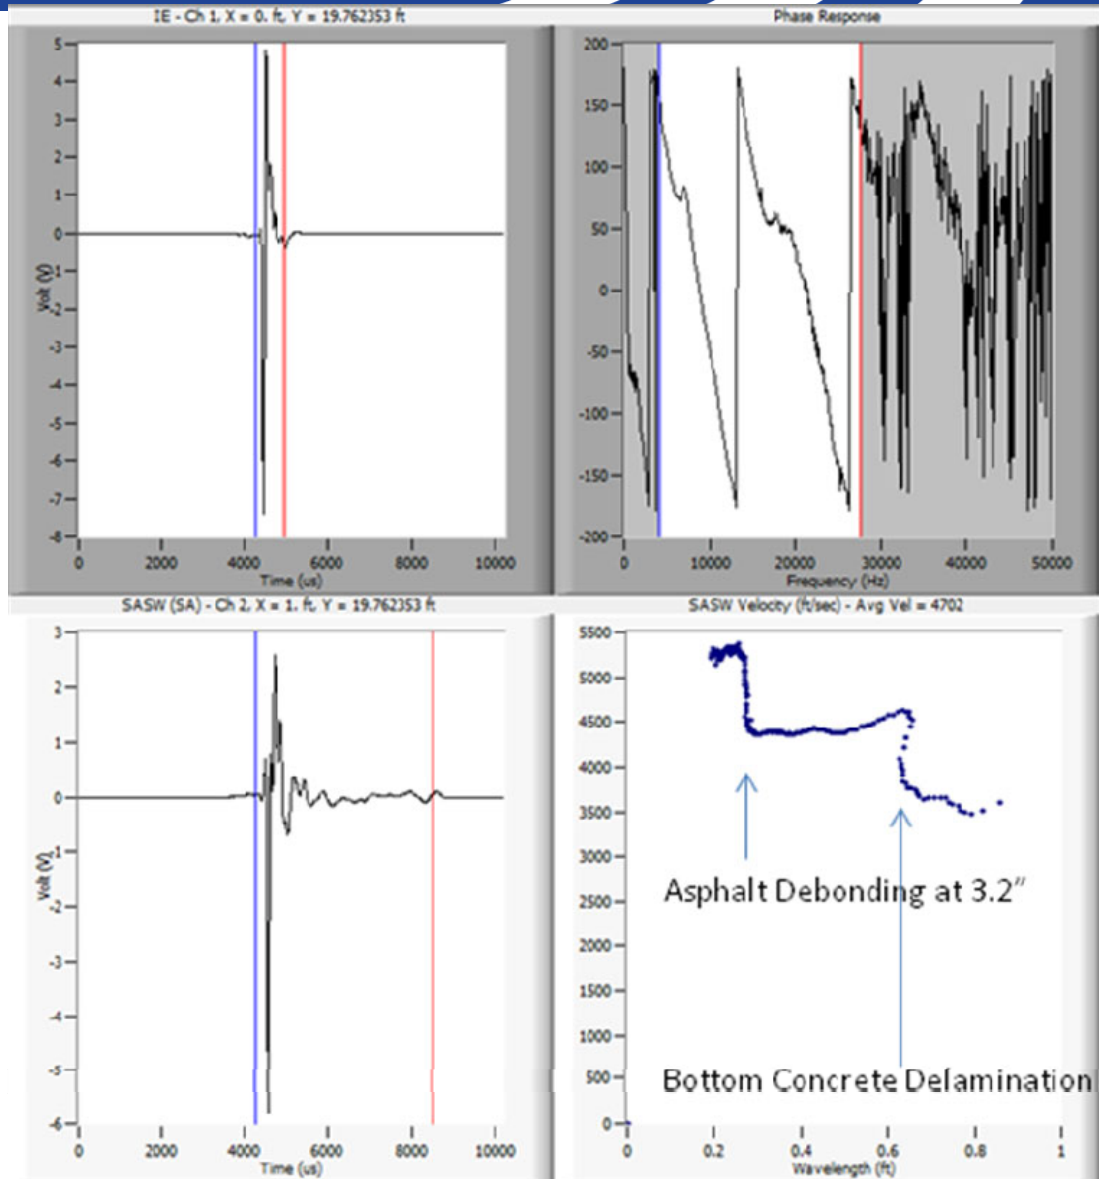 IE - Ch 1, X = 0. ft, Y = 19.762353 ft
5
4
3
2
1
0
-1
-2
-3
-4
-5
-6
-7
-8
Volt (V)
0 2000 4000 6000 8000 10000
Time (us)
Phase Response
200
150
100
50
0
-50
-100
-150
-200
0 10000 20000 30000 40000 50000
Frequency (Hz)
SASW (SA) - Ch 2, X = 1. ft, Y = 19.762353 ft
3
2
1
0
-1
-2
-3
-4
-5
-6
Volt (V)
0 2000 4000 6000 8000 10000
Time (us)
SASW Velocity (ft/sec) - Avg Vel = 4702
5500
5000
4500
4000
3500
3000
2500
2000
1500
1000
500
0
Asphalt Debonding at 3.2"
Bottom Concrete Delamination
0 0.2 0.4 0.6 0.8 1
Wavelength (ft)